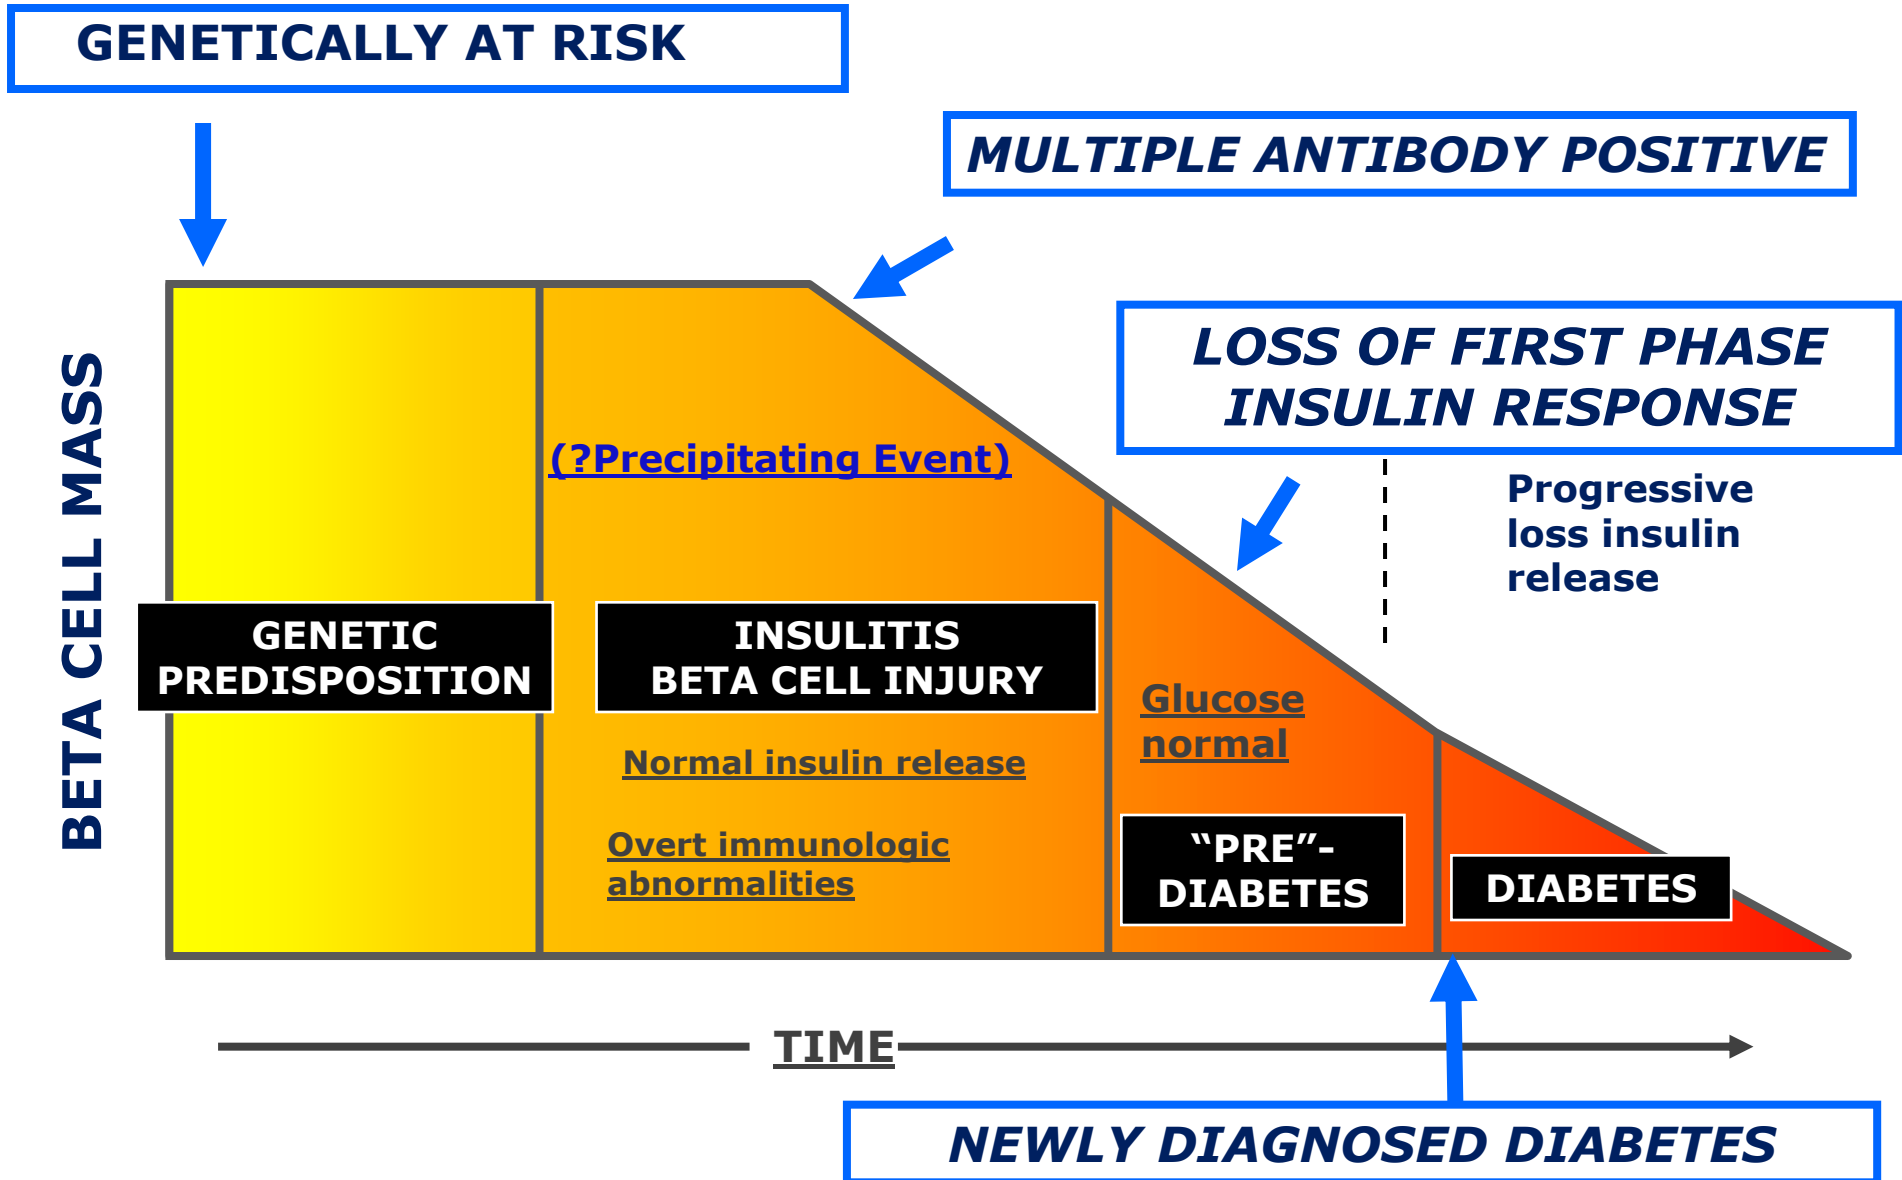 GENETICALLY AT RISK
MULTIPLE ANTIBODY POSITIVE
LOSS OF FIRST PHASE
INSULIN RESPONSE
Progressive
loss insulin
release
(?Precipitating Event)
BETA CELL MASS
GENETIC
PREDISPOSITION
INSULITIS
BETA CELL INJURY
Normal insulin release
Overt immunologic
abnormalities
Glucose
normal
“PRE”-
DIABETES
DIABETES
TIME
NEWLY DIAGNOSED DIABETES